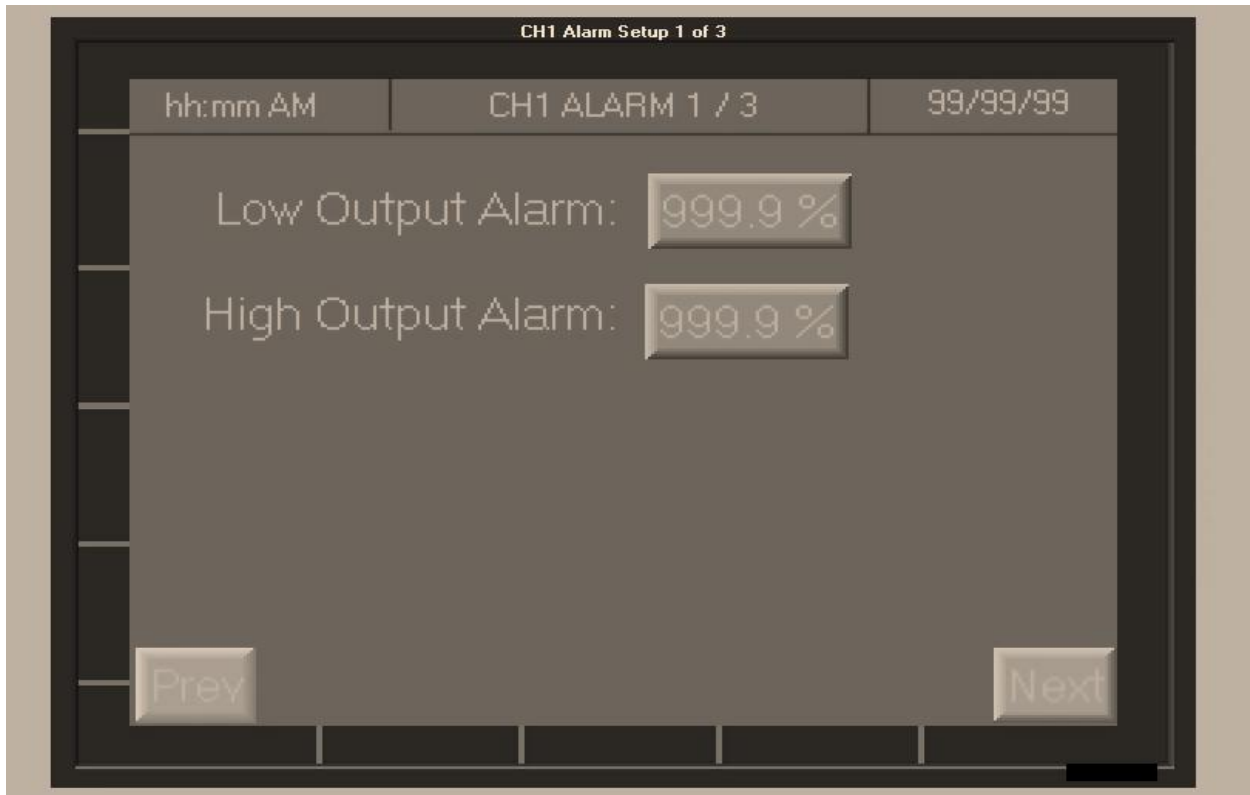 CH1 Alarm Setup 1 of 3
hh:mm AM CH1 ALARM 1 / 3 99/99/99
Low Output Alarm: 999.9 %
High Output Alarm: 999.9 %
Prev Next